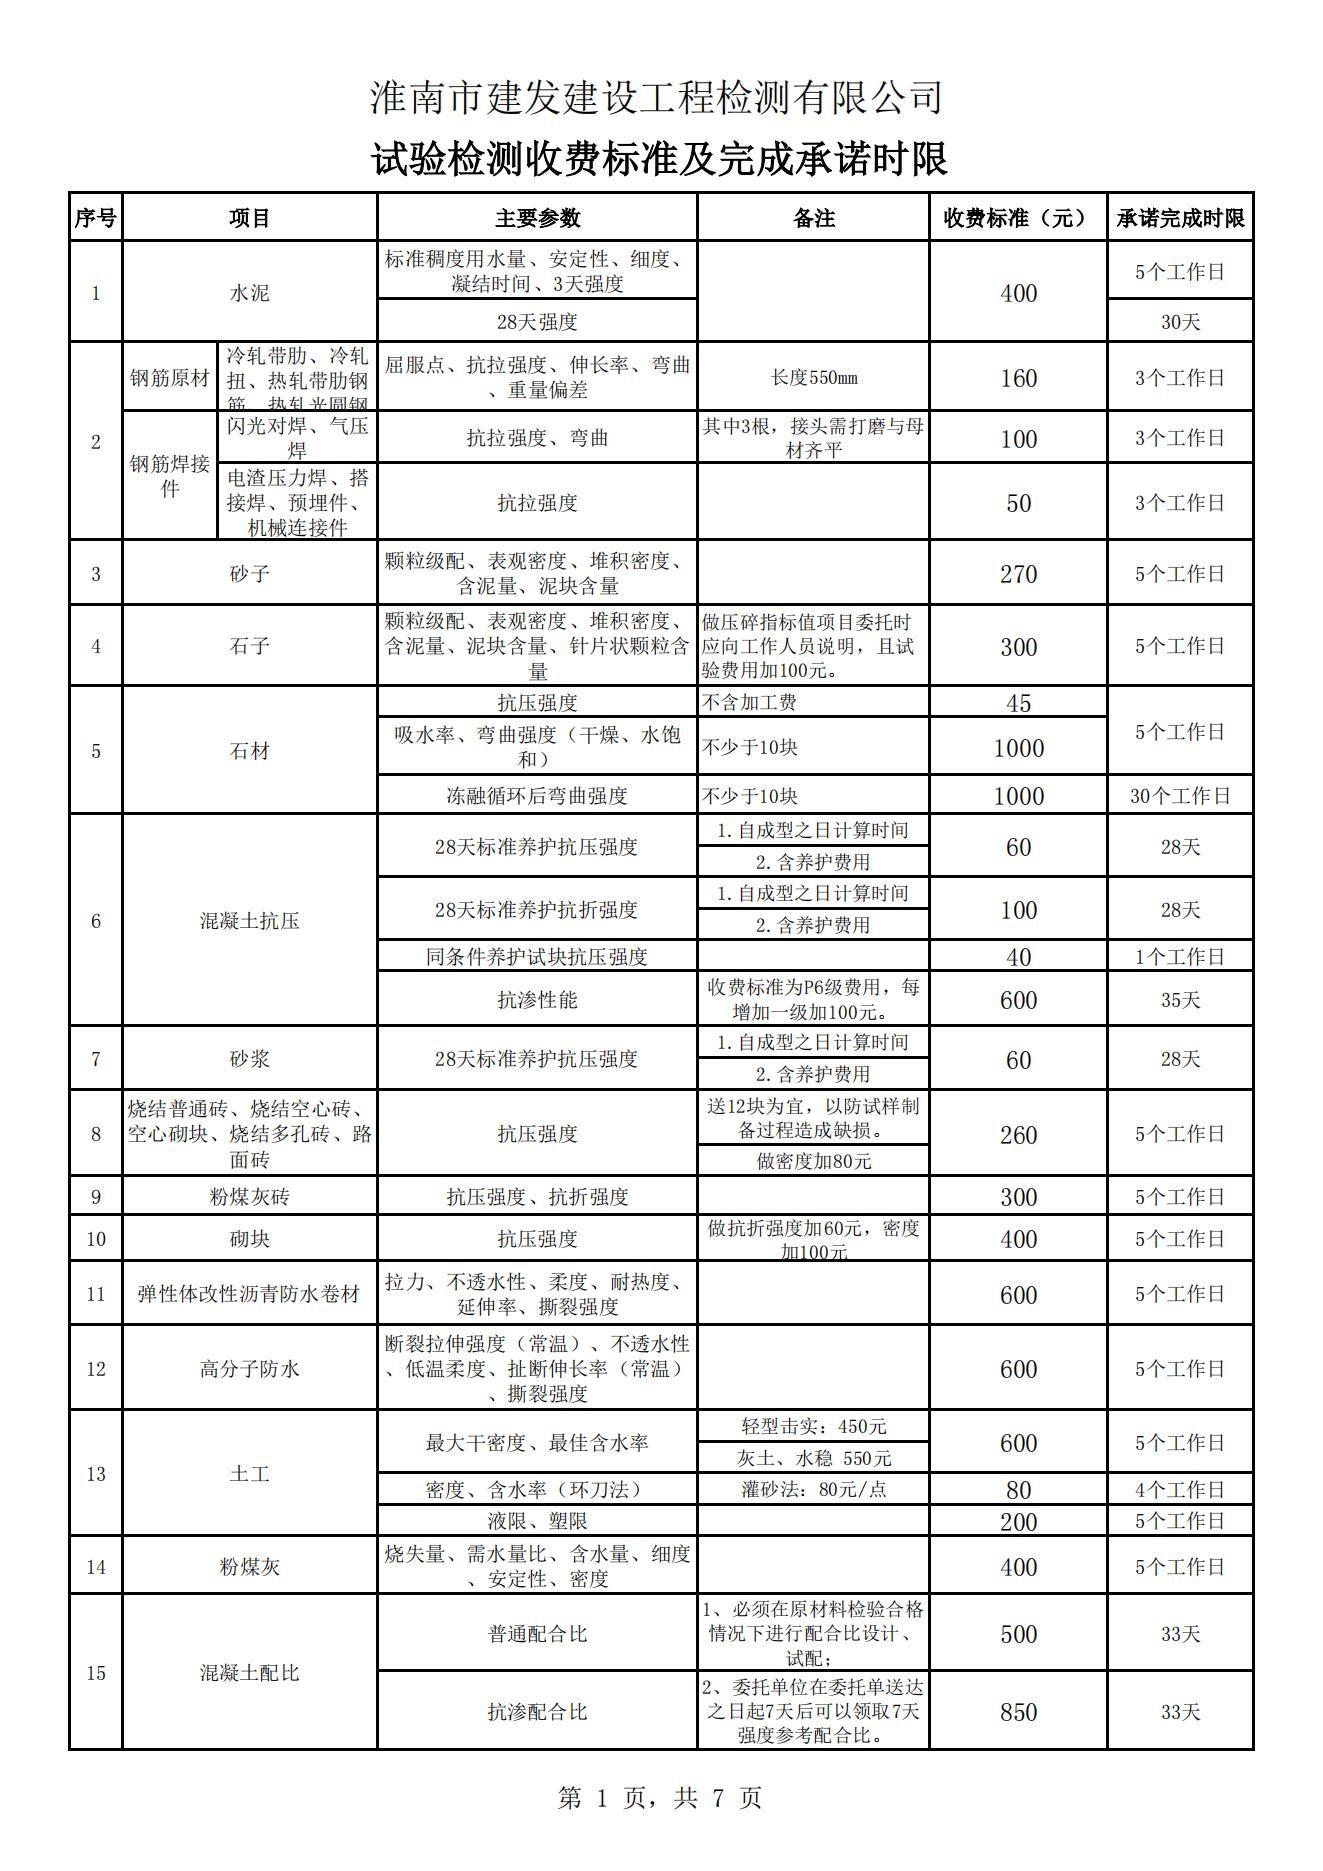 淮南市建发建设工程检测有限公司
试验检测收费标准及完成承诺时限
序号 项目 主要参数 备注 收费标准（元） 承诺完成时限
1 水泥
标准稠度用水量、安定性、细度、
凝结时间、3天强度
400
5个工作日
28天强度
30天
2
钢筋原材
冷轧带肋、冷轧
扭、热轧带肋钢
筋、热轧光圆钢
屈服点、抗拉强度、伸长率、弯曲
、重量偏差
长度550mm
160
3个工作日
钢筋焊接
件
闪光对焊、气压
焊
抗拉强度、弯曲
其中3根，接头需打磨与母
材齐平
100
3个工作日
电渣压力焊、搭
接焊、预埋件、
机械连接件
抗拉强度
50
3个工作日
3 砂子
颗粒级配、表观密度、堆积密度、
含泥量、泥块含量
270
5个工作日
4 石子
颗粒级配、表观密度、堆积密度、
含泥量、泥块含量、针片状颗粒含
量
做压碎指标值项目委托时
应向工作人员说明，且试
验费用加100元。
300
5个工作日
5 石材
抗压强度
不含加工费
45
5个工作日
吸水率、弯曲强度（干燥、水饱
和）
不少于10块
1000
冻融循环后弯曲强度
不少于10块
1000
30个工作日
6 混凝土抗压
28天标准养护抗压强度
1.自成型之日计算时间
2.含养护费用
60
28天
28天标准养护抗折强度
1.自成型之日计算时间
2.含养护费用
100
28天
同条件养护试块抗压强度
40
1个工作日
抗渗性能
收费标准为P6级费用，每
增加一级加100元。
600
35天
7 砂浆
28天标准养护抗压强度
1.自成型之日计算时间
2.含养护费用
60
28天
8
烧结普通砖、烧结空心砖、
空心砌块、烧结多孔砖、路
面砖
抗压强度
送12块为宜，以防试样制
备过程造成缺损。
做密度加80元
260
5个工作日
9 粉煤灰砖 抗压强度、抗折强度 300 5个工作日
10 砌块 抗压强度
做抗折强度加60元，密度
加100元
400
5个工作日
11 弹性体改性沥青防水卷材
拉力、不透水性、柔度、耐热度、
延伸率、撕裂强度
600
5个工作日
12 高分子防水
断裂拉伸强度（常温）、不透水性
、低温柔度、扯断伸长率（常温）
、撕裂强度
600
5个工作日
13 土工
最大干密度、最佳含水率
轻型击实：450元
灰土、水稳 550元
600
5个工作日
密度、含水率（环刀法） 灌砂法：80元/点 80 4个工作日
液限、塑限 200 5个工作日
14 粉煤灰
烧失量、需水量比、含水量、细度
、安定性、密度
400
5个工作日
15 混凝土配比
普通配合比
1、必须在原材料检验合格
情况下进行配合比设计、
试配；
500
33天
抗渗配合比
2、委托单位在委托单送达
之日起7天后可以领取7天
强度参考配合比。
850
33天
第 1 页，共 7 页